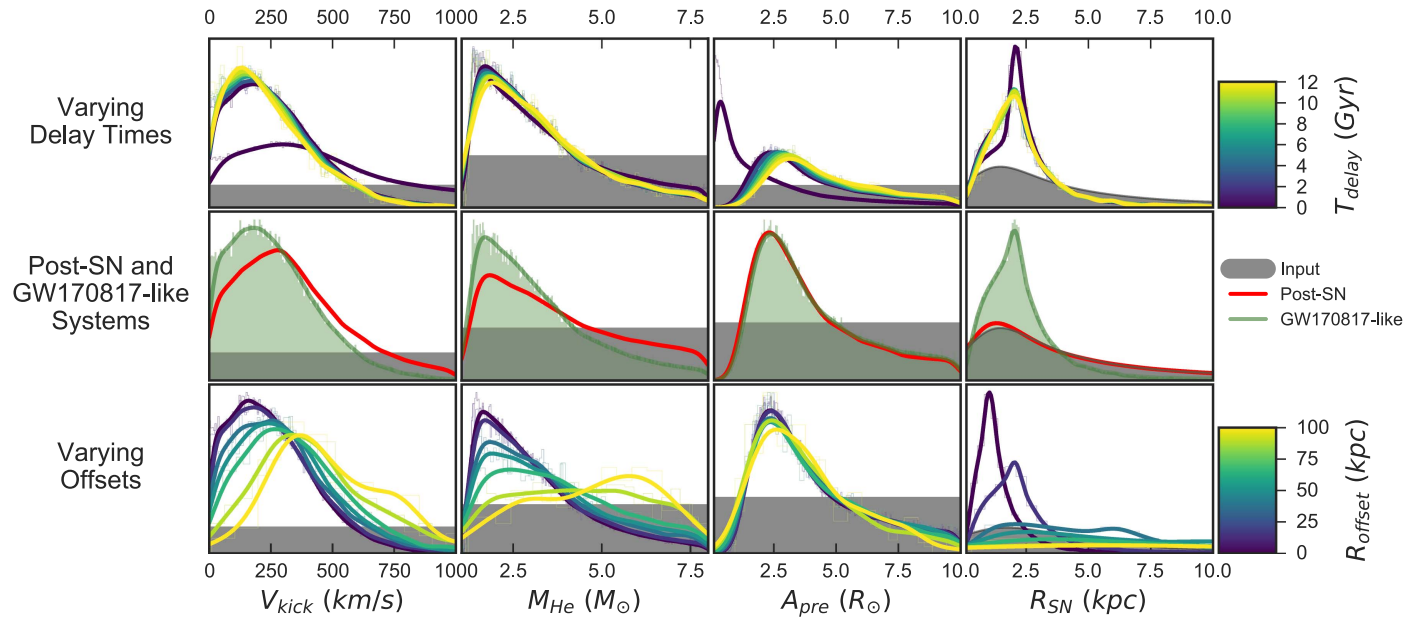 0 250 500 750 1000 2.5 5.0 7.5 0 2.5 5.0 7.5 10.0 2.5 5.0 7.5 10.0
Varying
Delay Times
12
10
8
6
4
2
0
T_delay (Gyr)
Post-SN and
GW170817-like
Systems
Input
Post-SN
GW170817-like
Varying
Offsets
100
75
50
25
0
R_offset (kpc)
0 250 500 750 1000 2.5 5.0 7.5 2.5 5.0 7.5 10.0 2.5 5.0 7.5 10.0
V_kick (km/s) M_He (M_⊙) A_pre (R_⊙) R_SN (kpc)